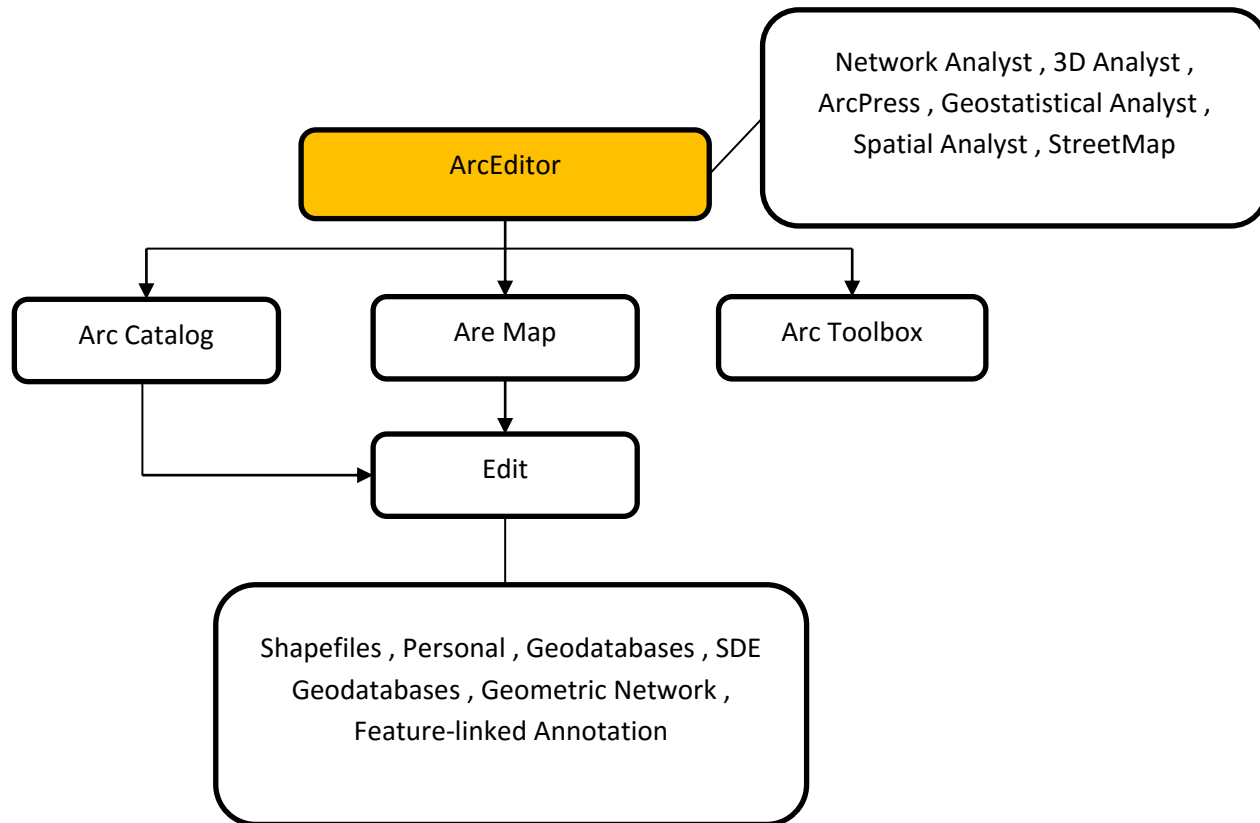 Network Analyst , 3D Analyst ,
ArcPress , Geostatistical Analyst ,
Spatial Analyst , StreetMap
ArcEditor
Arc Catalog
Are Map
Arc Toolbox
Edit
Shapefiles , Personal , Geodatabases , SDE
Geodatabases , Geometric Network ,
Feature-linked Annotation